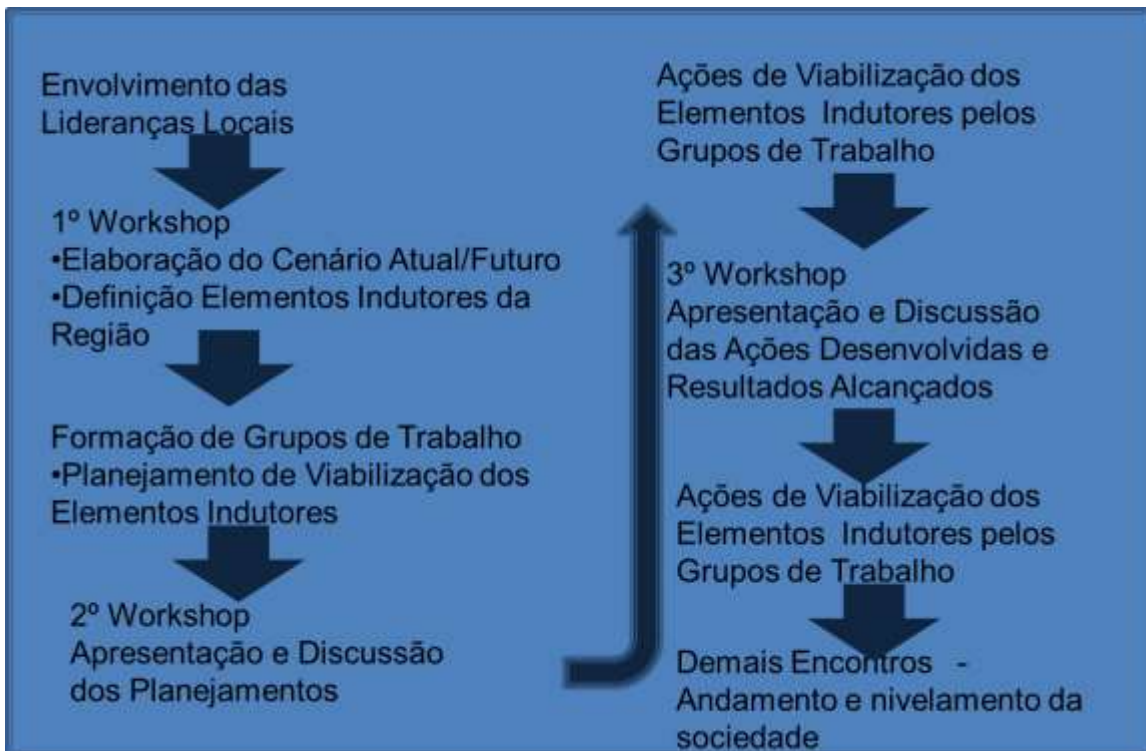 Envolvimento das
Lideranças Locais
1º Workshop
•Elaboração do Cenário Atual/Futuro
•Definição Elementos Indutores da
Região
Formação de Grupos de Trabalho
•Planejamento de Viabilização dos
Elementos Indutores
2º Workshop
Apresentação e Discussão
dos Planejamentos
Ações de Viabilização dos
Elementos Indutores pelos
Grupos de Trabalho
3º Workshop
Apresentação e Discussão
das Ações Desenvolvidas e
Resultados Alcançados
Ações de Viabilização dos
Elementos Indutores pelos
Grupos de Trabalho
Demais Encontros -
Andamento e nivelamento da
sociedade